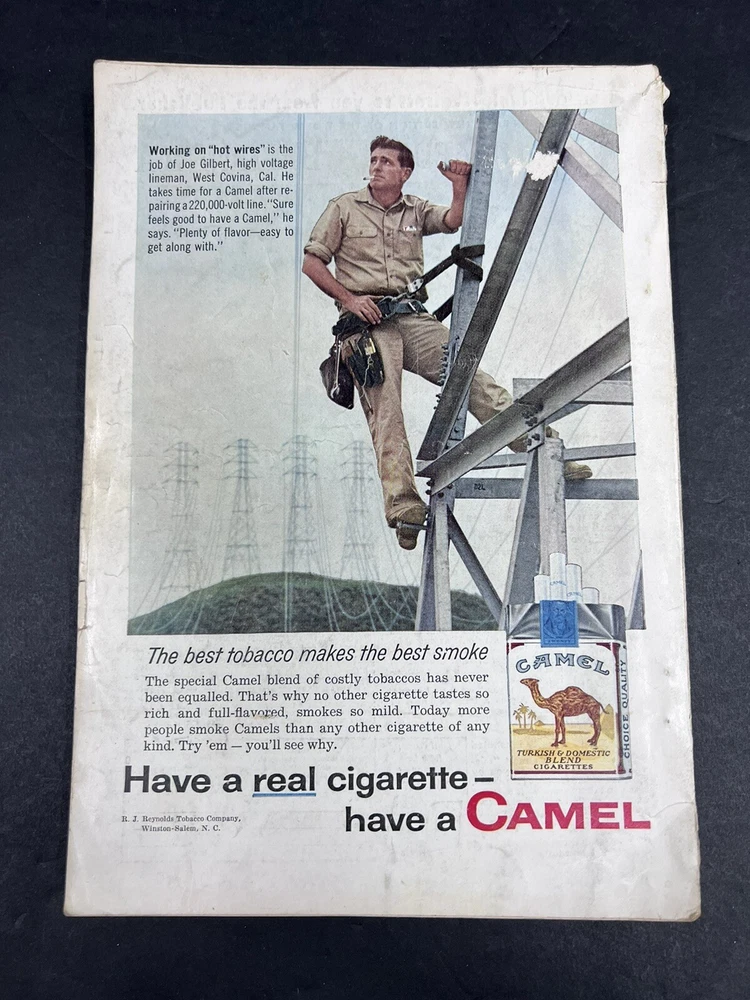 Working on "hot wires" is the
job of Joe Gilbert, high voltage
lineman, West Covina, Cal. He
takes time for a Camel after re-
pairing a 220,000-volt line. "Sure
feels good to have a Camel," he
says. "Plenty of flavor—easy to
get along with."
The best tobacco makes the best smoke
The special Camel blend of costly tobaccos has never
been equalled. That's why no other cigarette tastes so
rich and full-flavored, smokes so mild. Today more
people smoke Camels than any other cigarette of any
kind. Try 'em — you'll see why.
CAMEL
CAMEL
TURKISH & DOMESTIC
BLEND
CIGARETTES
CHOICE QUALITY
Have a real cigarette—
have a CAMEL
R. J. Reynolds Tobacco Company,
Winston-Salem, N. C.